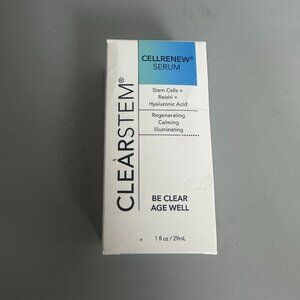 CELLRENEW®
SERUM
Stem Cells +
Reishi +
Hyaluronic Acid
Regenerating
Calming
Illuminating
CLEARSTEM®
BE CLEAR
AGE WELL
1 fl oz / 29mL